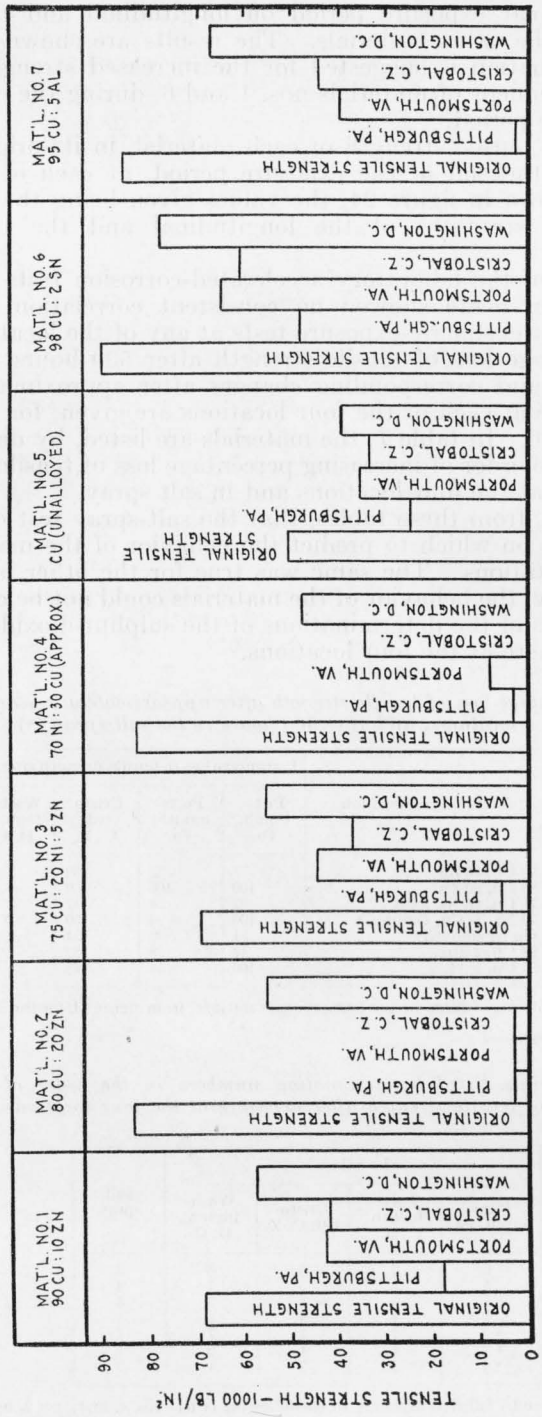 TENSILE STRENGTH – 1000 LB/IN.²
90
80
70
60
50
40
30
20
10
0
MAT'L. NO. 1
90 CU : 10 ZN
ORIGINAL TENSILE STRENGTH
PITTSBURGH, PA.
PORTSMOUTH, VA.
CRISTOBAL, C.Z.
WASHINGTON, D.C.
MAT'L. NO. 2
80 CU : 20 ZN
ORIGINAL TENSILE STRENGTH
PITTSBURGH, PA.
PORTSMOUTH, VA.
CRISTOBAL, C.Z.
WASHINGTON, D.C.
MAT'L. NO. 3
75 CU : 20 NI : 5 ZN
ORIGINAL TENSILE STRENGTH
PITTSBURGH, PA
PORTSMOUTH, VA.
CRISTOBAL, C.Z.
WASHINGTON, D.C.
MAT'L. NO. 4
70 NI : 30 CU (APPROX.)
ORIGINAL TENSILE STRENGTH
PITTSBURGH, PA.
PORTSMOUTH, VA.
CRISTOBAL, C.Z.
WASHINGTON, D.C.
MAT'L. NO. 5
CU (UNALLOYED)
ORIGINAL TENSILE
STRENGTH
PITTSBURGH, PA.
PORTSMOUTH, VA.
CRISTOBAL, C.Z.
WASHINGTON, D.C.
MAT'L. NO. 6
98 CU : 2 SN
ORIGINAL TENSILE STRENGTH
PITTSBU.GH, PA.
PORTSMOUTH, VA
CRISTOBAL, C.Z.
WASHINGTON, D.C.
MAT'L. NO. 7
95 CU : 5 AL
ORIGINAL TENSILE STRENGTH
PITTSBURGH, PA.
PORTSMOUTH, VA.
CRISTOBAL, C.Z.
WASHINGTON, D.C.